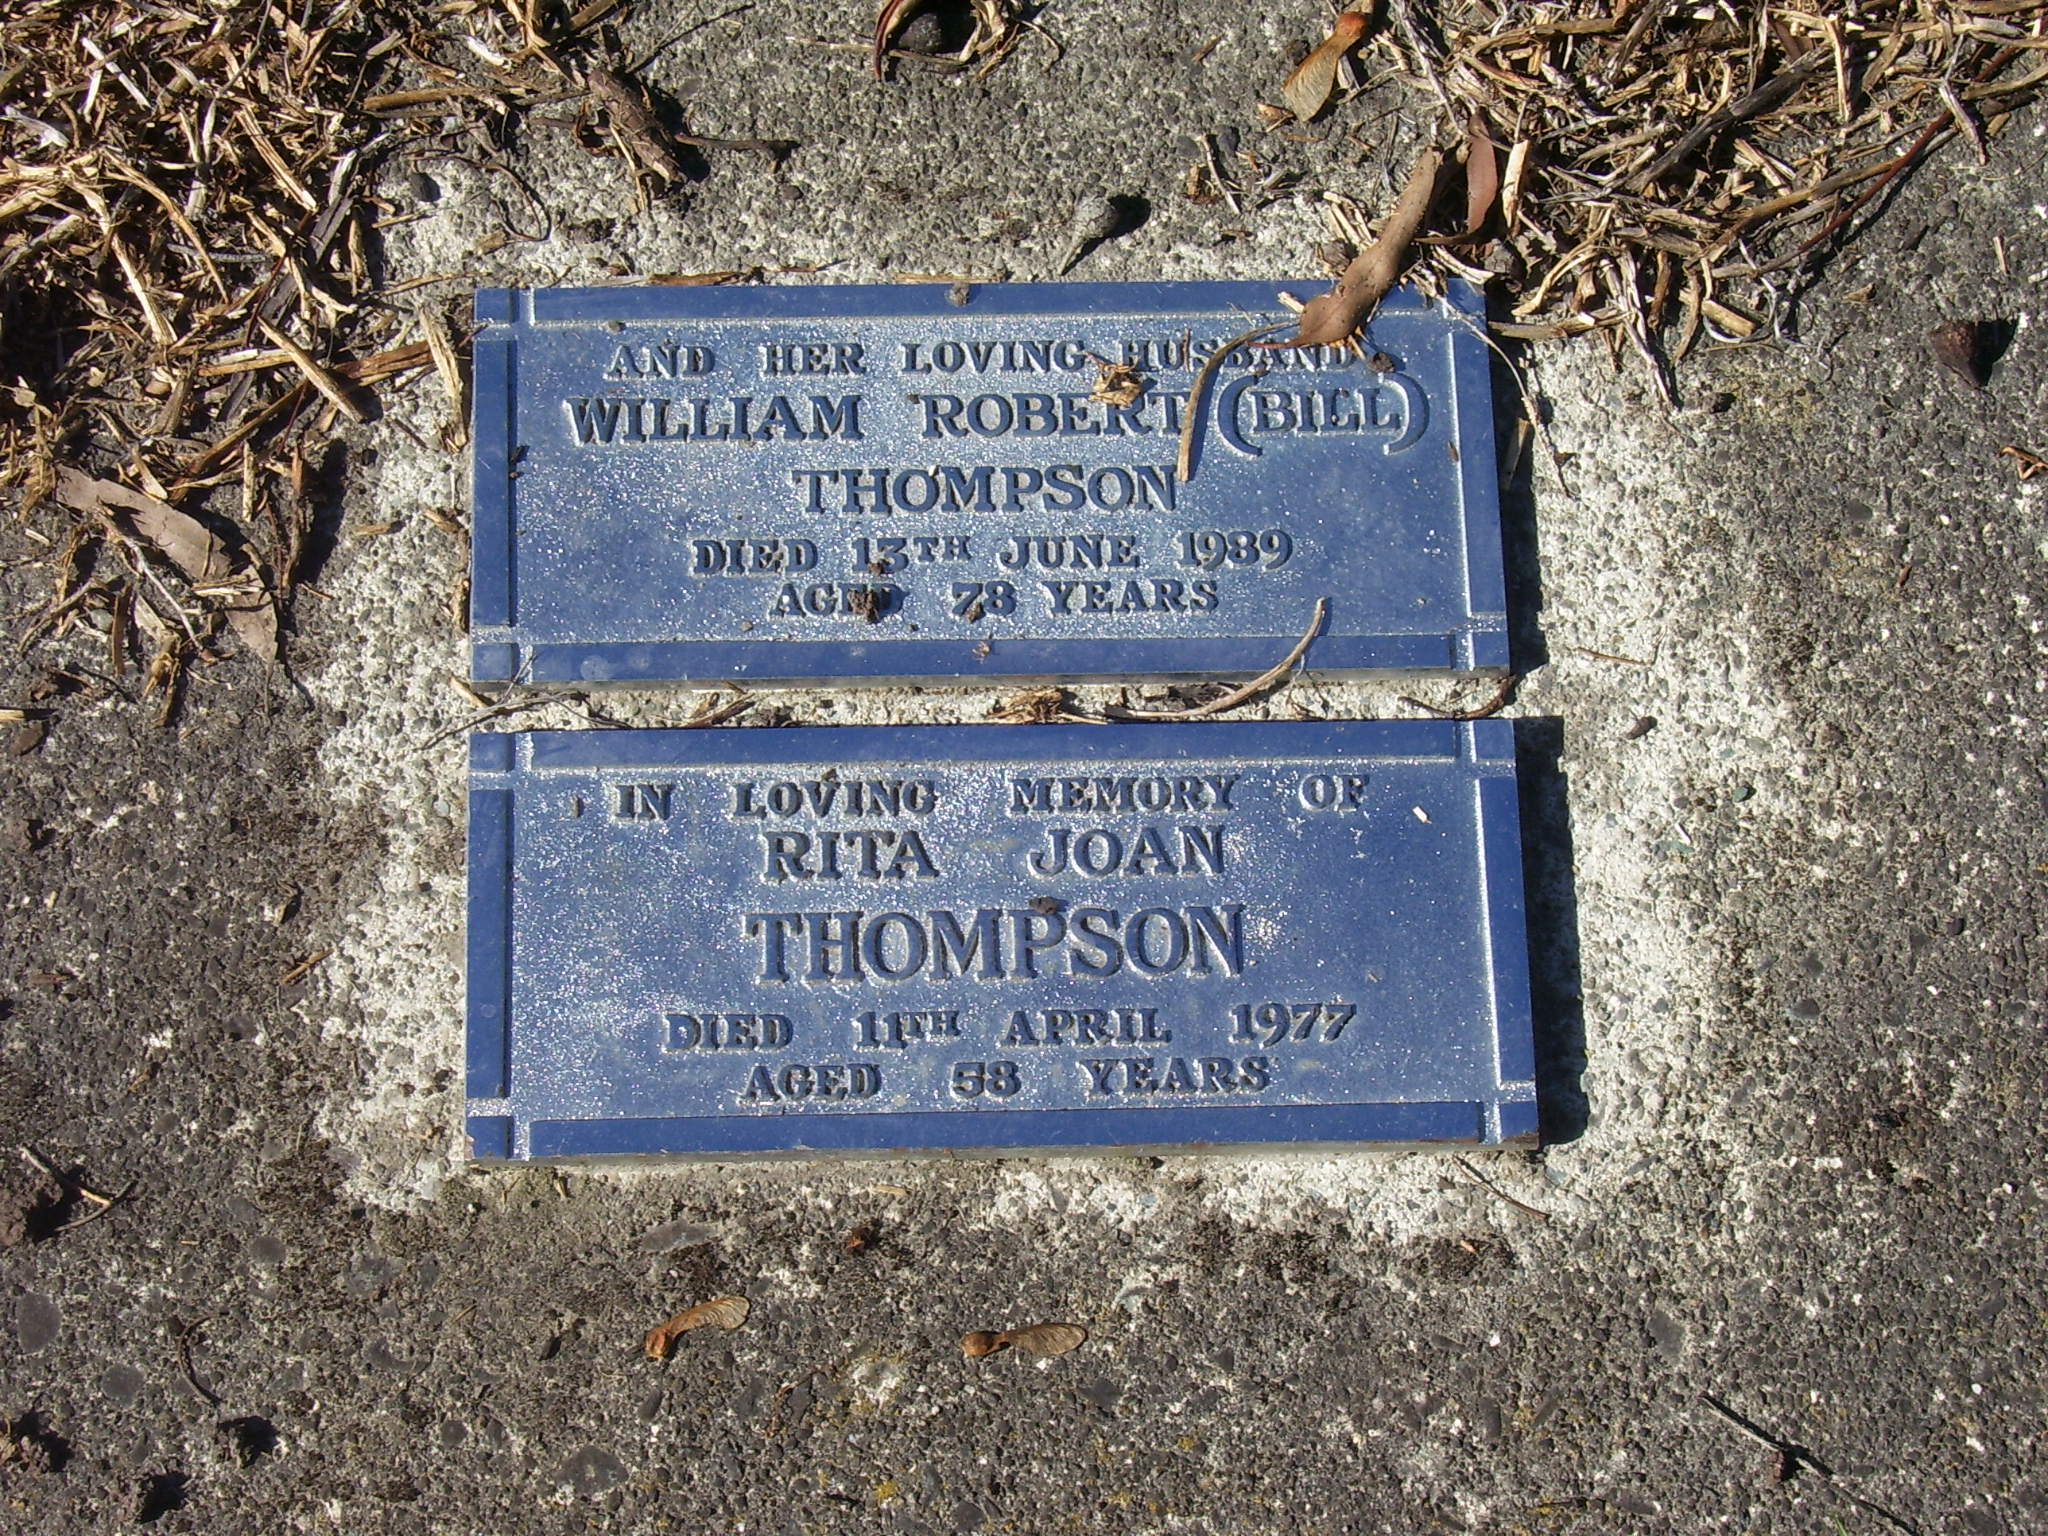 AND HER LOVING HUSBAND
WILLIAM ROBERT (BILL)
THOMPSON
DIED 13TH JUNE 1989
AGED 78 YEARS
IN LOVING MEMORY OF
RITA JOAN
THOMPSON
DIED 11TH APRIL 1977
AGED 58 YEARS